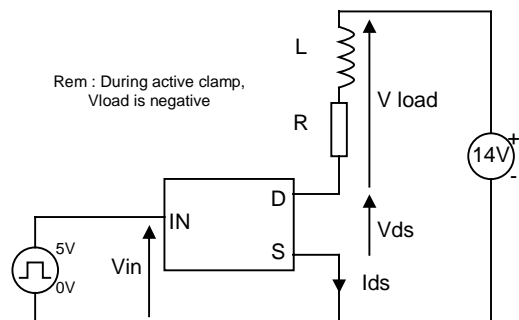 L
Rem : During active clamp,
Vload is negative
V load
R
14V
+
-
D
IN
Vds
S
5V
0V
Vin
Ids